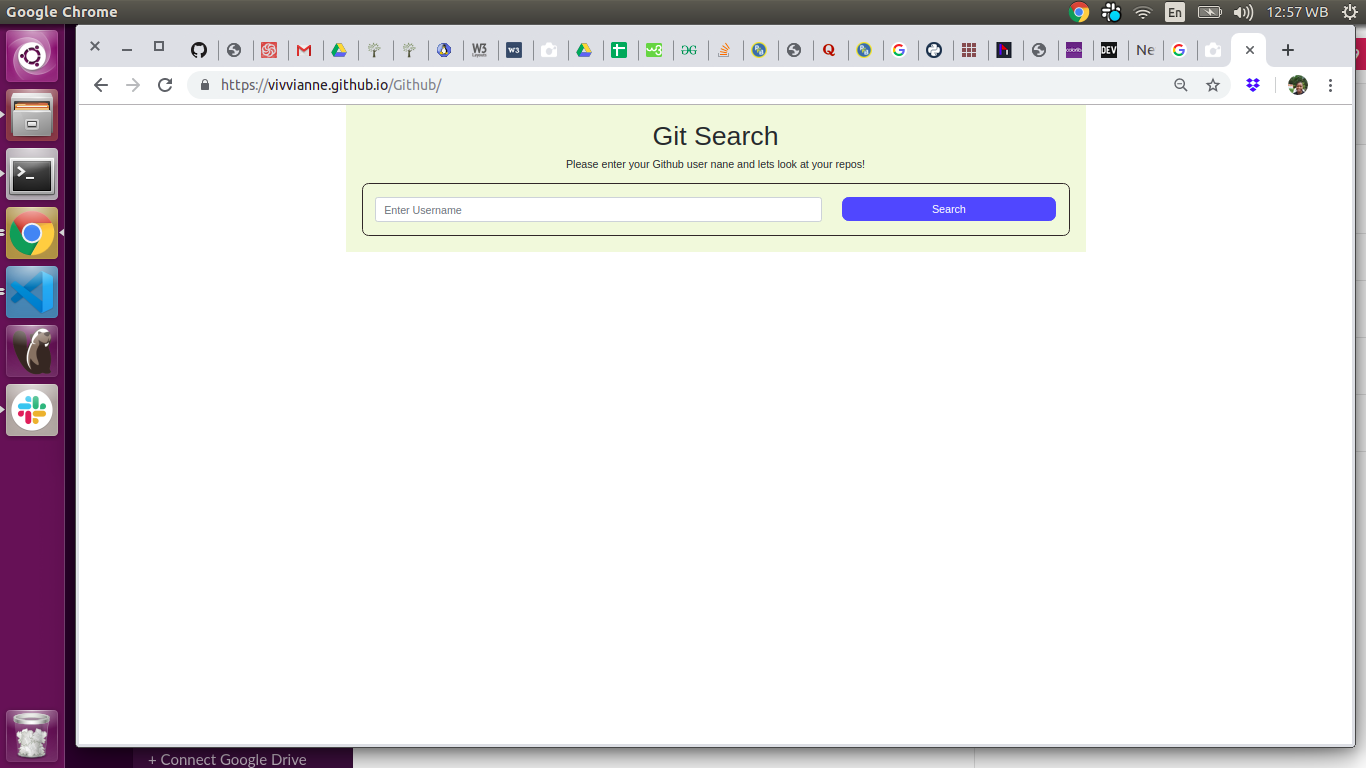 Google Chrome
En
12:57 WB
W3
W3
DEV
Ne
https://vivvianne.github.io/Github/
Git Search
Please enter your Github user nane and lets look at your repos!
Enter Username
Search
+ Connect Google Drive